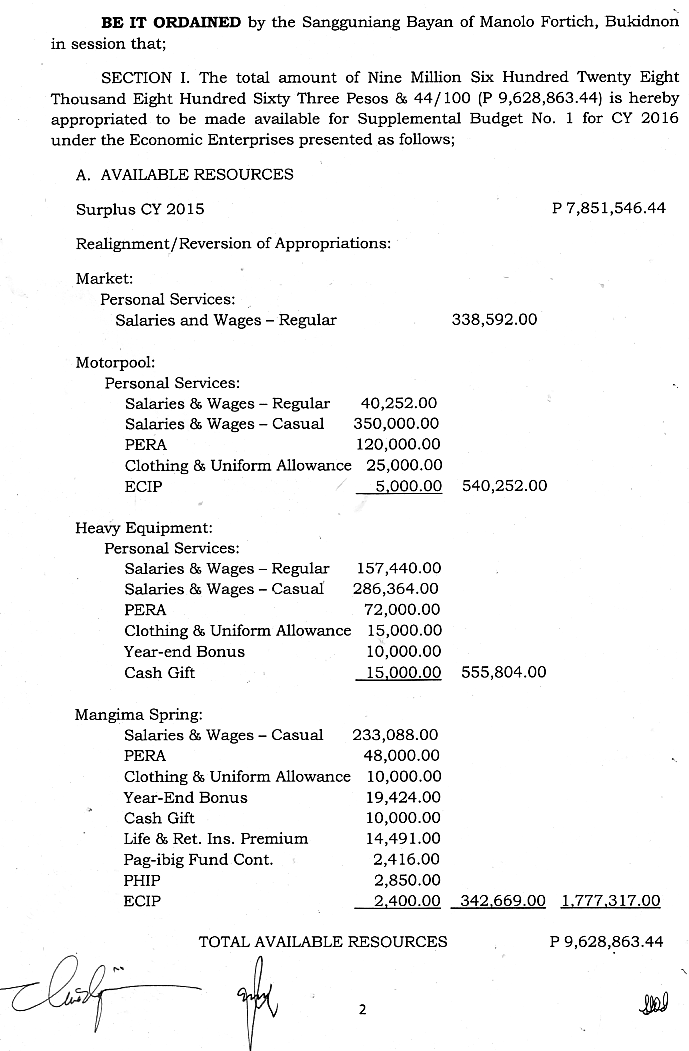 BE IT ORDAINED by the Sangguniang Bayan of Manolo Fortich, Bukidnon
in session that;
SECTION I. The total amount of Nine Million Six Hundred Twenty Eight
Thousand Eight Hundred Sixty Three Pesos & 44/100 (P 9,628,863.44) is hereby
appropriated to be made available for Supplemental Budget No. 1 for CY 2016
under the Economic Enterprises presented as follows;
A. AVAILABLE RESOURCES
Surplus CY 2015 P 7,851,546.44
Realignment/Reversion of Appropriations:
Market:
Personal Services:
Salaries and Wages – Regular 338,592.00
Motorpool:
Personal Services:
Salaries & Wages – Regular 40,252.00
Salaries & Wages – Casual 350,000.00
PERA 120,000.00
Clothing & Uniform Allowance 25,000.00
ECIP 5,000.00 540,252.00
Heavy Equipment:
Personal Services:
Salaries & Wages – Regular 157,440.00
Salaries & Wages – Casual 286,364.00
PERA 72,000.00
Clothing & Uniform Allowance 15,000.00
Year-end Bonus 10,000.00
Cash Gift 15,000.00 555,804.00
Mangima Spring:
Salaries & Wages – Casual 233,088.00
PERA 48,000.00
Clothing & Uniform Allowance 10,000.00
Year-End Bonus 19,424.00
Cash Gift 10,000.00
Life & Ret. Ins. Premium 14,491.00
Pag-ibig Fund Cont. 2,416.00
PHIP 2,850.00
ECIP 2,400.00 342,669.00 1,777,317.00
TOTAL AVAILABLE RESOURCES P 9,628,863.44
2